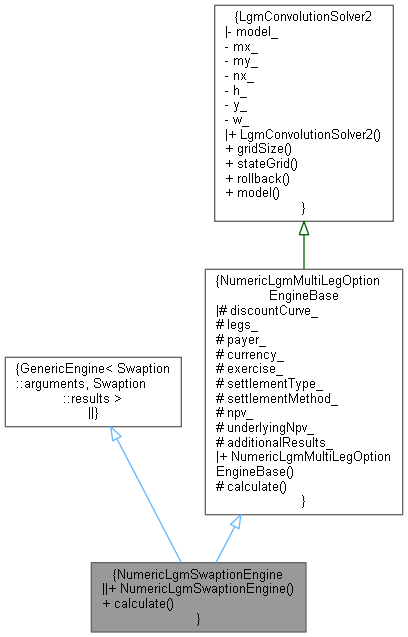 {LgmConvolutionSolver2
|- model_
- mx_
- my_
- nx_
- h_
- y_
- w_
|+ LgmConvolutionSolver2()
+ gridSize()
+ stateGrid()
+ rollback()
+ model()
}
{NumericLgmMultiLegOption
EngineBase
|# discountCurve_
# legs_
# payer_
# currency_
# exercise_
# settlementType_
# settlementMethod_
# npv_
# underlyingNpv_
# additionalResults_
|+ NumericLgmMultiLegOption
EngineBase()
# calculate()
}
{GenericEngine< Swaption
::arguments, Swaption
::results >
||}
{NumericLgmSwaptionEngine
||+ NumericLgmSwaptionEngine()
+ calculate()
}